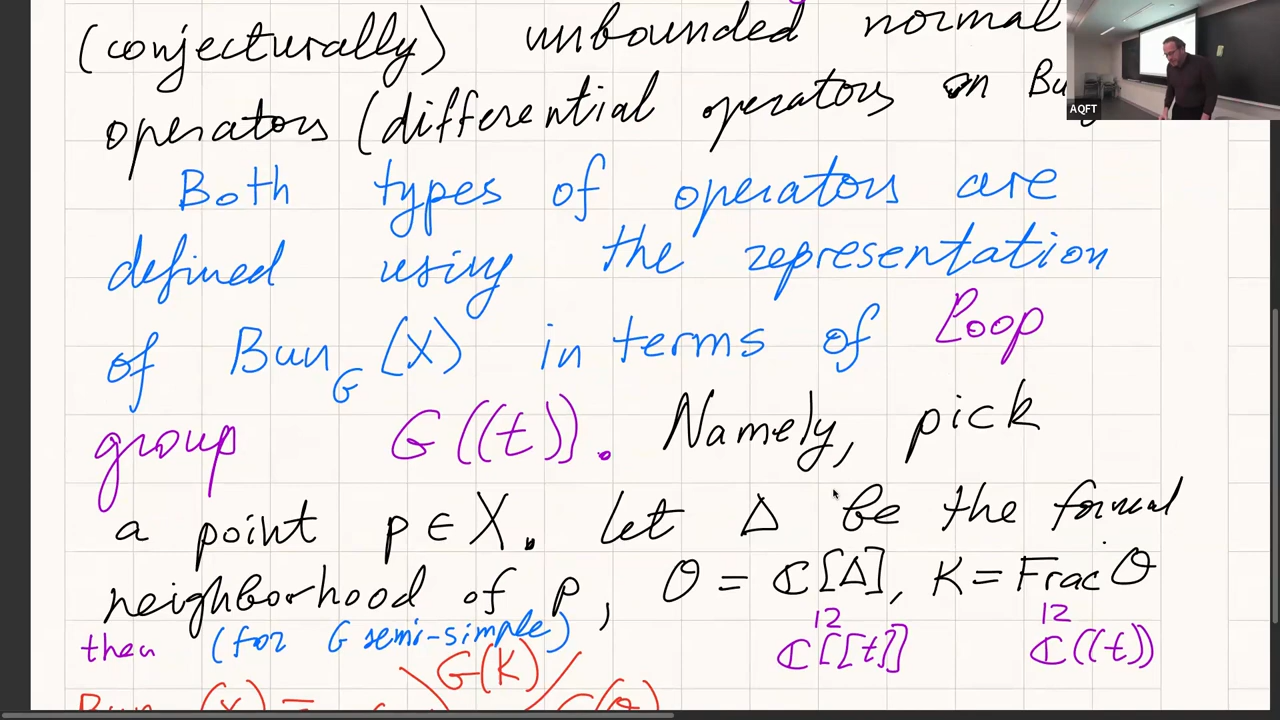 (conjecturally) unbounded normal
operators (differential operators on
AQFT
Both types of operators are
defined using the representation
of Bun_G (X) in terms of loop
group G((t)). Namely, pick
a point p ∈ X. Let Δ be the formal
neighborhood of p, O = ℂ[Δ], K = Frac O
then (for G semi-simple) ≀≀ ≀≀
ℂ[[t]] ℂ((t))
G(K)
(X) =